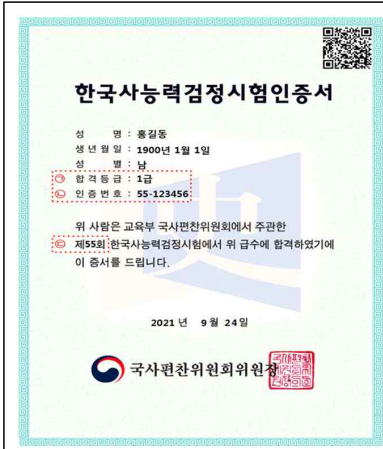 한국사능력검정시험인증서
성 명 : 홍길동
생년월일 : 1900년 1월 1일
성 별 : 남
㉠ 합격등급 : 1급
㉡ 인증번호 : 55-123456
위 사람은 교육부 국사편찬위원회에서 주관한
㉢ 제55회 한국사능력검정시험에서 위 급수에 합격하였기에
이 증서를 드립니다.
2021 년 9 월 24 일
국사편찬위원회위원장
史